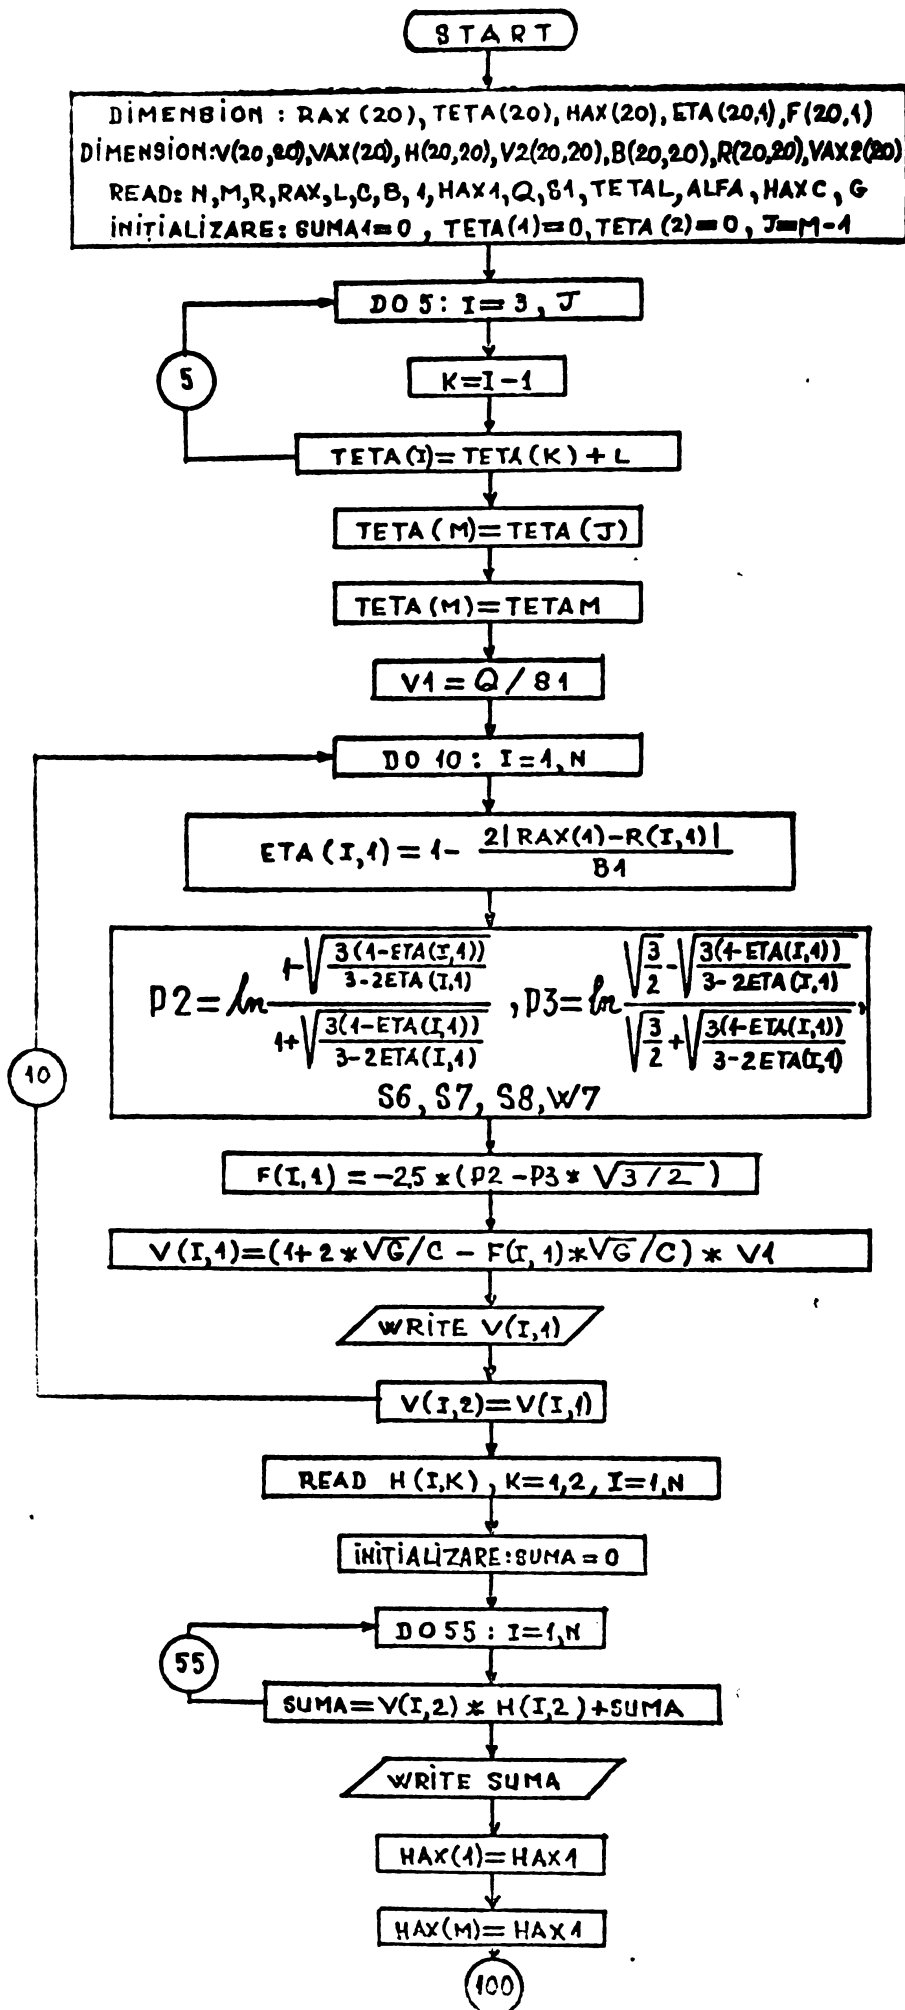 START
DIMENSION : RAX(20), TETA(20), HAX(20), ETA(20,1), F(20,1)
DIMENSION: V(20,20), VAX(20), H(20,20), V2(20,20), B(20,20), R(20,20), VAX2(20)
READ: N, M, R, RAX, L, C, B, 1, HAX1, Q, S1, TETAL, ALFA, HAXC, G
INIȚIALIZARE: SUMA1=0 , TETA(1)=0, TETA(2)=0, J=M-1
DO 5: I=3, J
5
K=I-1
TETA(I)=TETA(K)+L
TETA(M)=TETA(J)
TETA(M)=TETAM
V1=Q/S1
DO 10: I=1,N
ETA(I,1)=1- 2|RAX(1)-R(I,1)| / B1
P2=ln (1-√(3(1-ETA(I,1)) / 3-2ETA(I,1))) / (1+√(3(1-ETA(I,1)) / 3-2ETA(I,1))) , P3=ln (√(3/2)-√(3(1-ETA(I,1)) / 3-2ETA(I,1))) / (√(3/2)+√(3(1-ETA(I,1)) / 3-2ETA(I,1))) ,
10
S6, S7, S8, W7
F(I,1)=-2,5*(P2-P3*√3/2)
V(I,1)=(1+2*√G/C - F(I,1)*√G/C)* V1
WRITE V(I,1)
V(I,2)=V(I,1)
READ H(I,K), K=1,2, I=1,N
INIȚIALIZARE: SUMA=0
DO 55: I=1,N
55
SUMA=V(I,2)*H(I,2)+SUMA
WRITE SUMA
HAX(1)=HAX1
HAX(M)=HAX1
100